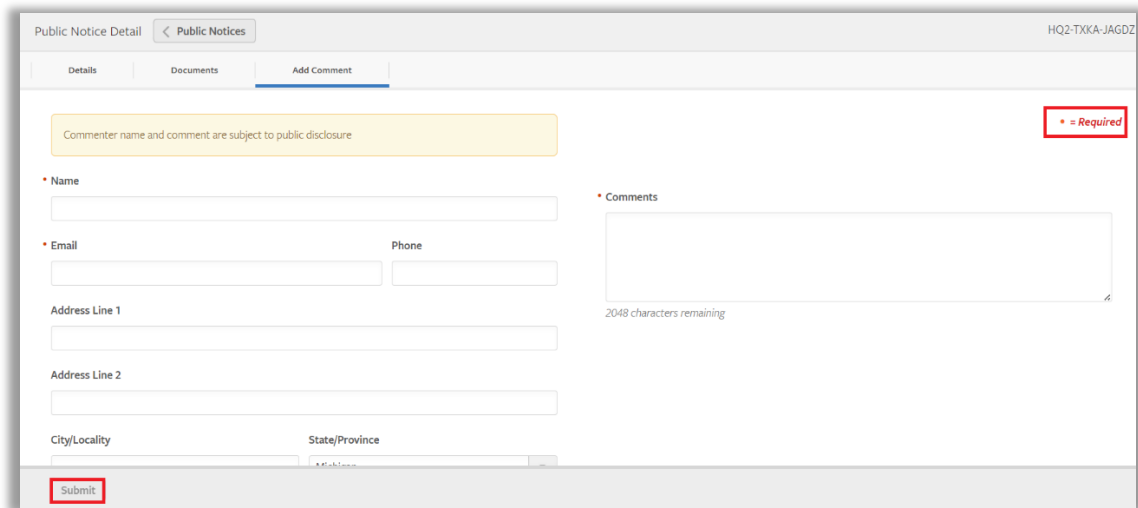 Public Notice Detail
Public Notices
HQ2-TXKA-JAGDZ
Details
Documents
Add Comment
Commenter name and comment are subject to public disclosure
* = Required
* Name
* Comments
* Email
Phone
2048 characters remaining
Address Line 1
Address Line 2
City/Locality
State/Province
Michigan
Submit